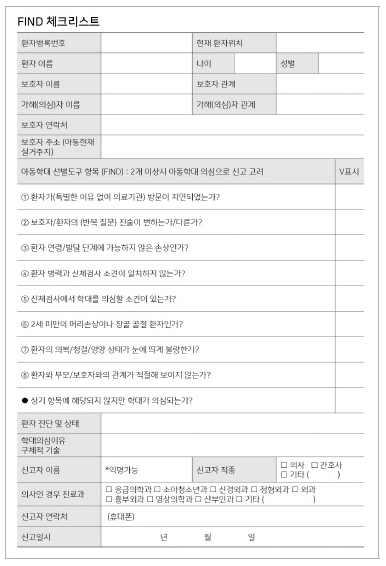 FIND 체크리스트
환자병록번호 현재 환자위치
환자 이름 나이 성별
보호자 이름 보호자 관계
가해(의심)자 이름 가해(의심)자 관계
보호자 연락처
보호자 주소 (아동현재
실거주지)
아동학대 선별도구 항목 (FIND) : 2개 이상시 아동학대 의심으로 신고 고려 V표시
① 환자가(특별한 이유 없이 의료기관) 방문이 지연되었는가?
② 보호자/환자의 (반복 질문) 진술이 변하는가/다른가?
③ 환자 연령/발달 단계에 가능하지 않은 손상인가?
④ 환자 병력과 신체검사 소견이 일치하지 않는가?
⑤ 신체검사에서 학대를 의심할 소견이 있는가?
⑥ 2세 미만의 머리손상이나 장골 골절 환자인가?
⑦ 환자의 의복/청결/영양 상태가 눈에 띄게 불량한가?
⑧ 환자와 부모/보호자와의 관계가 적절해 보이지 않는가?
● 상기 항목에 해당되지 않지만 학대가 의심되는가?
환자 진단 및 상태
학대의심이유
구체적 기술
신고자 이름 *익명가능 신고자 직종 □ 의사 □ 간호사
□ 기타 ( )
의사인 경우 진료과 □ 응급의학과 □ 소아청소년과 □ 신경외과 □ 정형외과 □ 외과
□ 흉부외과 □ 영상의학과 □ 산부인과 □ 기타 ( )
신고자 연락처 (휴대폰)
신고일시 년 월 일